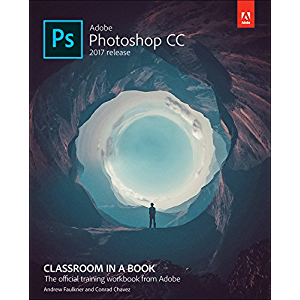 Ps
Adobe
Photoshop CC
2017 release
Adobe
CLASSROOM IN A BOOK
The official training workbook from Adobe
Andrew Faulkner and Conrad Chavez